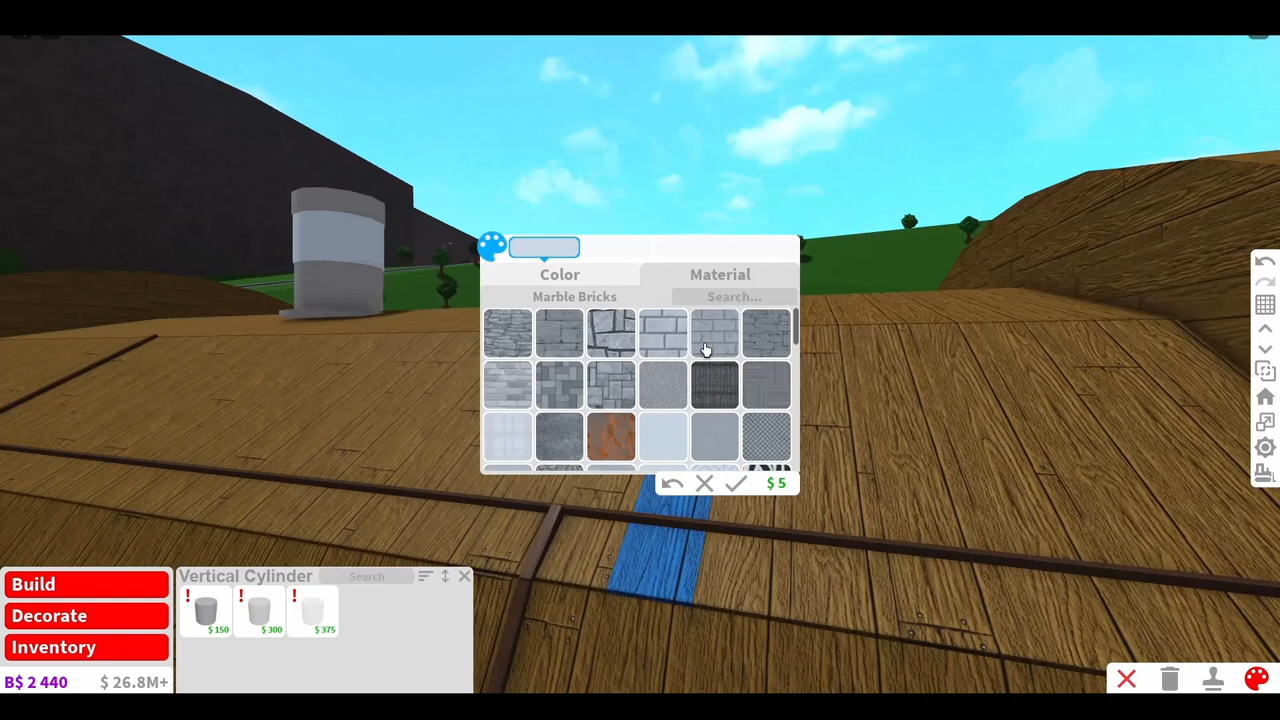 Color
Material
Marble Bricks
Search...
$ 5
Build
Decorate
Inventory
B$ 2 440
$ 26.8M+
Vertical Cylinder
Search
!
!
!
$ 150
$ 300
$ 375